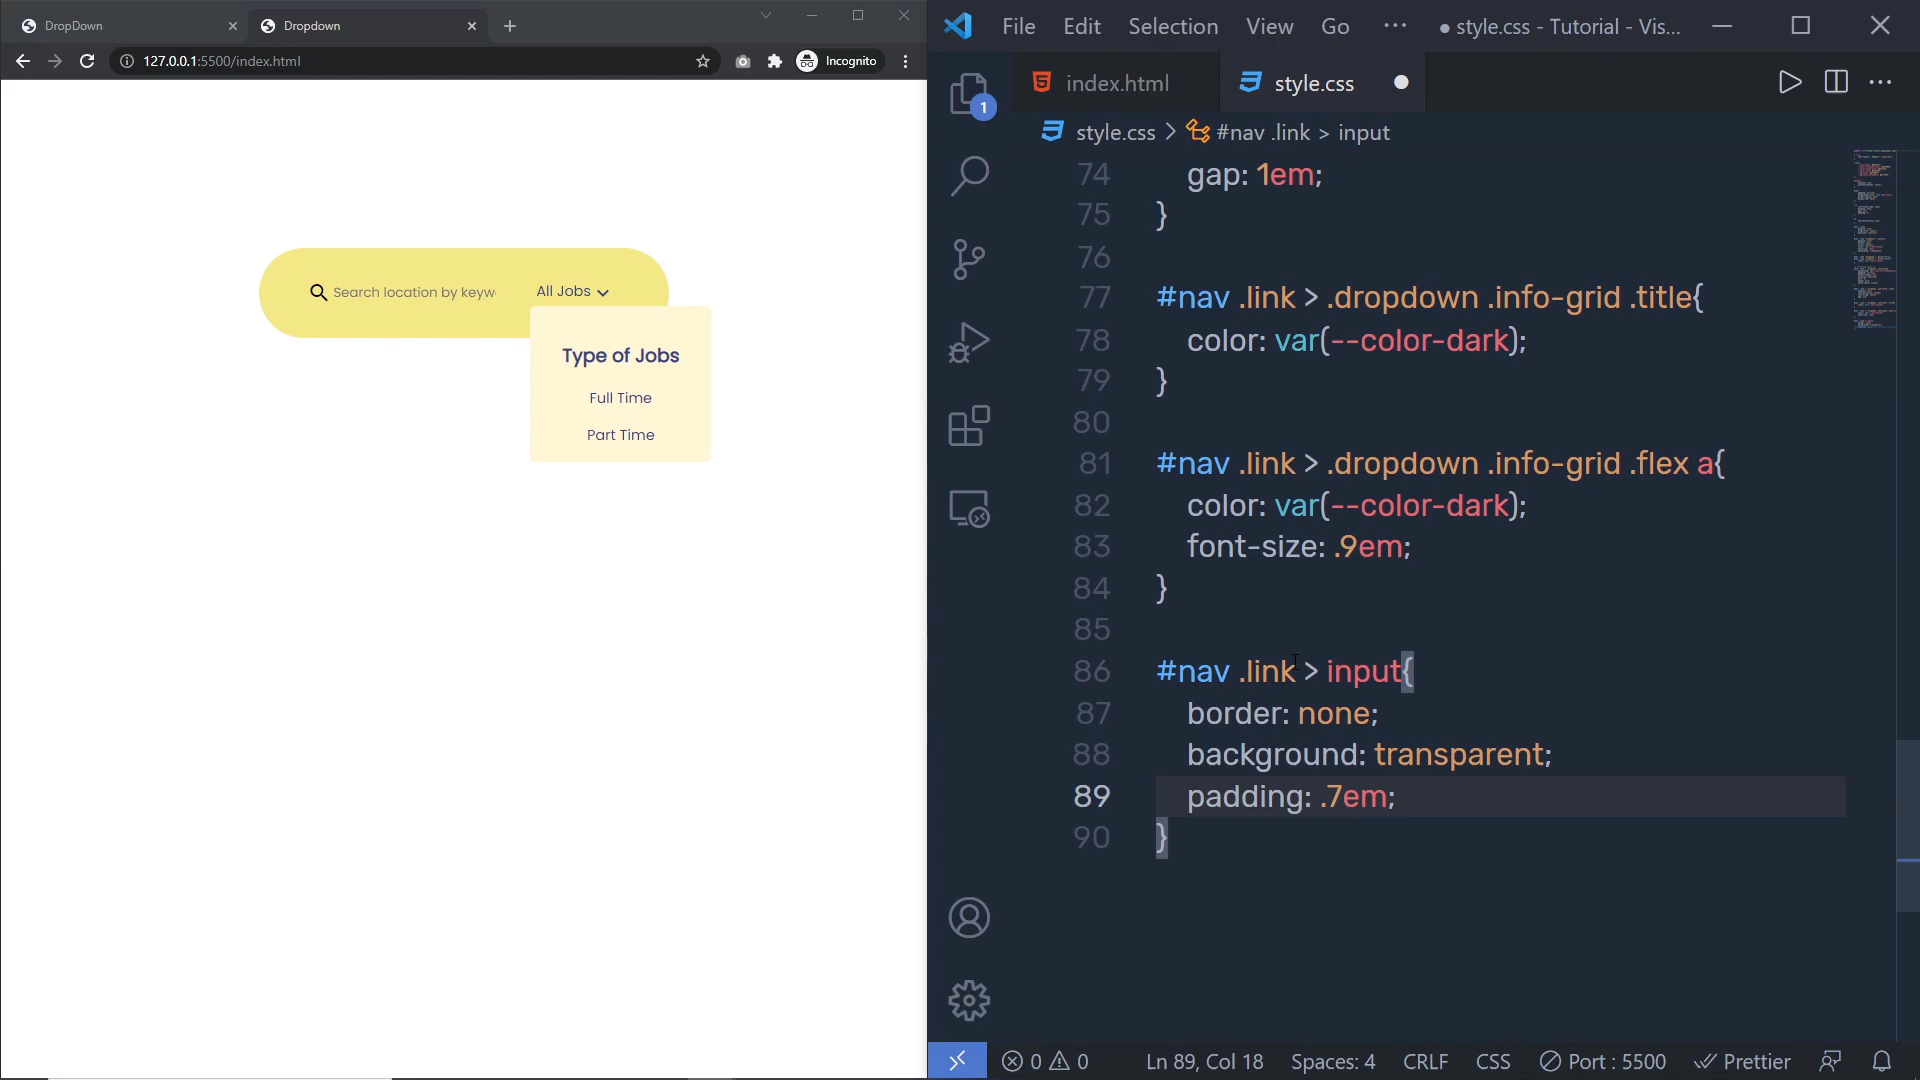 DropDown
Dropdown
127.0.0.1:5500/index.html
Incognito
Search location by keyw
All Jobs
Type of Jobs
Full Time
Part Time
File Edit Selection View Go ··· ● style.css - Tutorial - Vis...
index.html
style.css
style.css > #nav .link > input
1
74 gap: 1em;
75 }
76
77 #nav .link > .dropdown .info-grid .title{
78 color: var(--color-dark);
79 }
80
81 #nav .link > .dropdown .info-grid .flex a{
82 color: var(--color-dark);
83 font-size: .9em;
84 }
85
86 #nav .link > input{
87 border: none;
88 background: transparent;
89 padding: .7em;
90 }
0 0 Ln 89, Col 18 Spaces: 4 CRLF CSS Port : 5500 Prettier